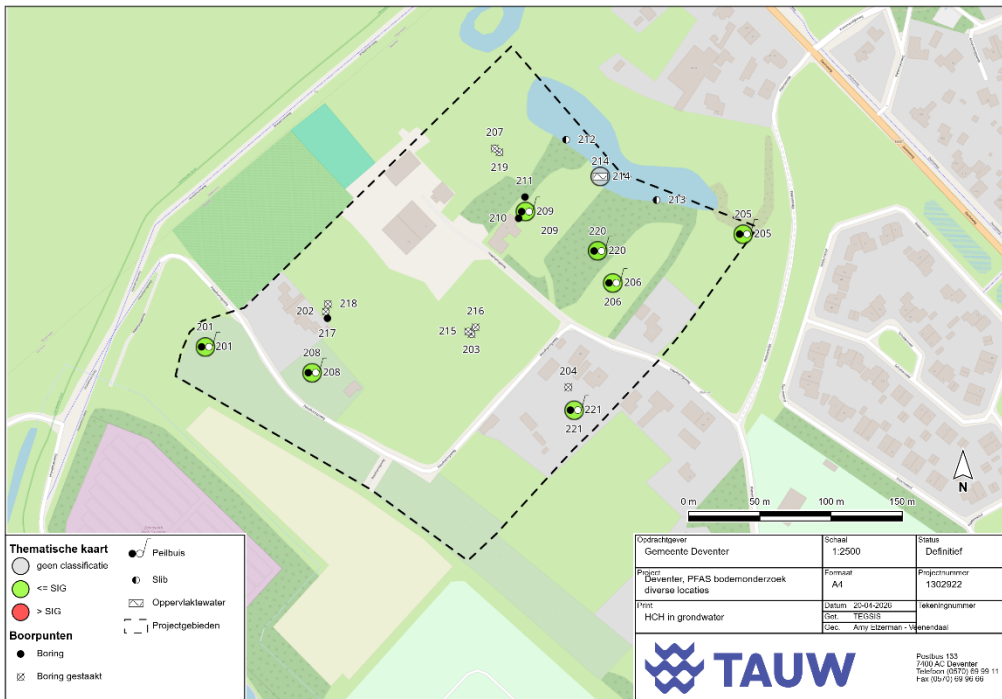 207
219
212
214
214
211
210
209
209
213
205
205
220
220
206
206
218
202
217
216
215
203
201
201
208
208
204
221
221
N
0 m
50 m
100 m
150 m
Thematische kaart
geen classificatie
<= SIG
> SIG
Boorpunten
Boring
Boring gestaakt
Peilbuis
Slib
Oppervlaktewater
Projectgebieden
Opdrachtgever
Gemeente Deventer
Schaal
1:2500
Status
Definitief
Project
Deventer, PFAS bodemonderzoek
diverse locaties
Formaat
A4
Projectnummer
1302922
Print
HCH in grondwater
Datum 20-04-2026
Get. TEGSIS
Gec. Amy Elzerman - Veenendaal
Tekeningnummer
TAUW
Postbus 133
7400 AC Deventer
Telefoon (0570) 69 99 11
Fax (0570) 69 96 66